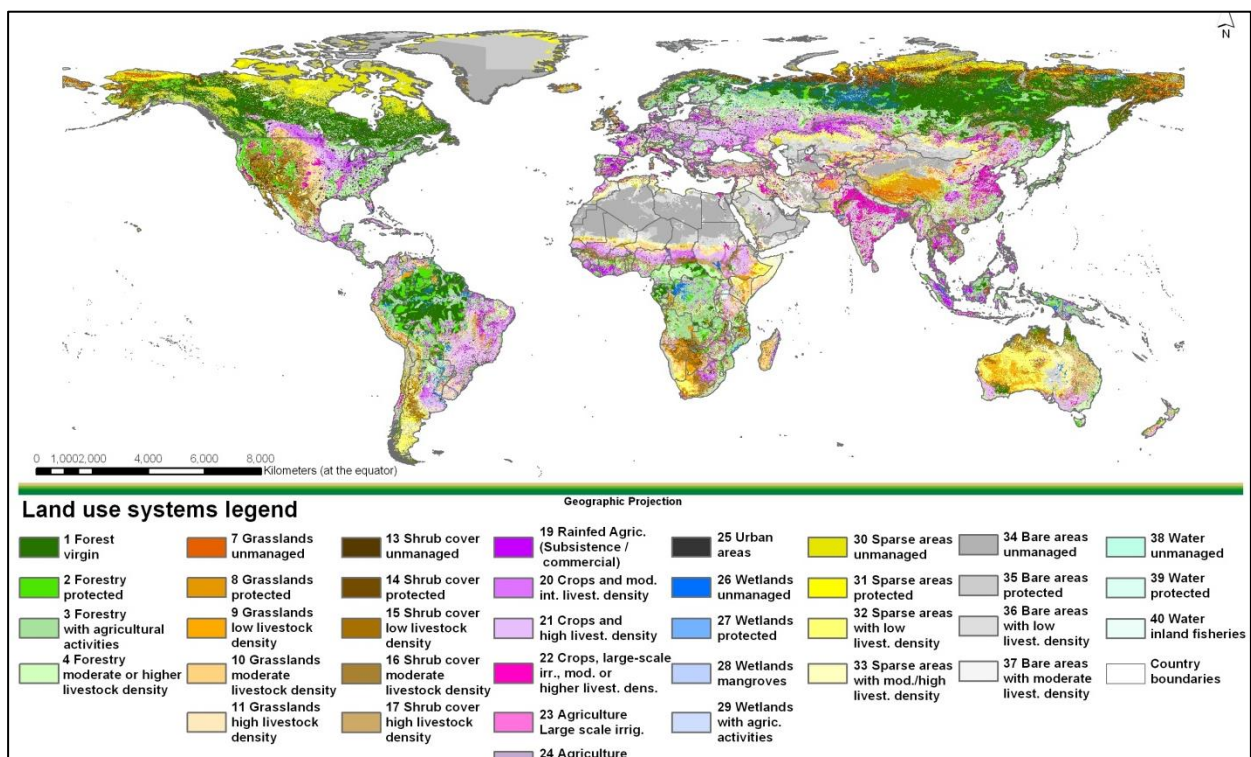 N
0 1,0002,000 4,000 6,000 8,000
Kilometers (at the equator)
Geographic Projection
Land use systems legend
1 Forest
virgin
2 Forestry
protected
3 Forestry
with agricultural
activities
4 Forestry
moderate or higher
livestock density
7 Grasslands
unmanaged
8 Grasslands
protected
9 Grasslands
low livestock
density
10 Grasslands
moderate
livestock density
11 Grasslands
high livestock
density
13 Shrub cover
unmanaged
14 Shrub cover
protected
15 Shrub cover
low livestock
density
16 Shrub cover
moderate
livestock density
17 Shrub cover
high livestock
density
19 Rainfed Agric.
(Subsistence /
commercial)
20 Crops and mod.
int. livest. density
21 Crops and
high livest. density
22 Crops, large-scale
irr., mod. or
higher livest. dens.
23 Agriculture
Large scale irrig.
24 Agriculture
25 Urban
areas
26 Wetlands
unmanaged
27 Wetlands
protected
28 Wetlands
mangroves
29 Wetlands
with agric.
activities
30 Sparse areas
unmanaged
31 Sparse areas
protected
32 Sparse areas
with low
livest. density
33 Sparse areas
with mod./high
livest. density
34 Bare areas
unmanaged
35 Bare areas
protected
36 Bare areas
with low
livest. density
37 Bare areas
with moderate
livest. density
38 Water
unmanaged
39 Water
protected
40 Water
inland fisheries
Country
boundaries